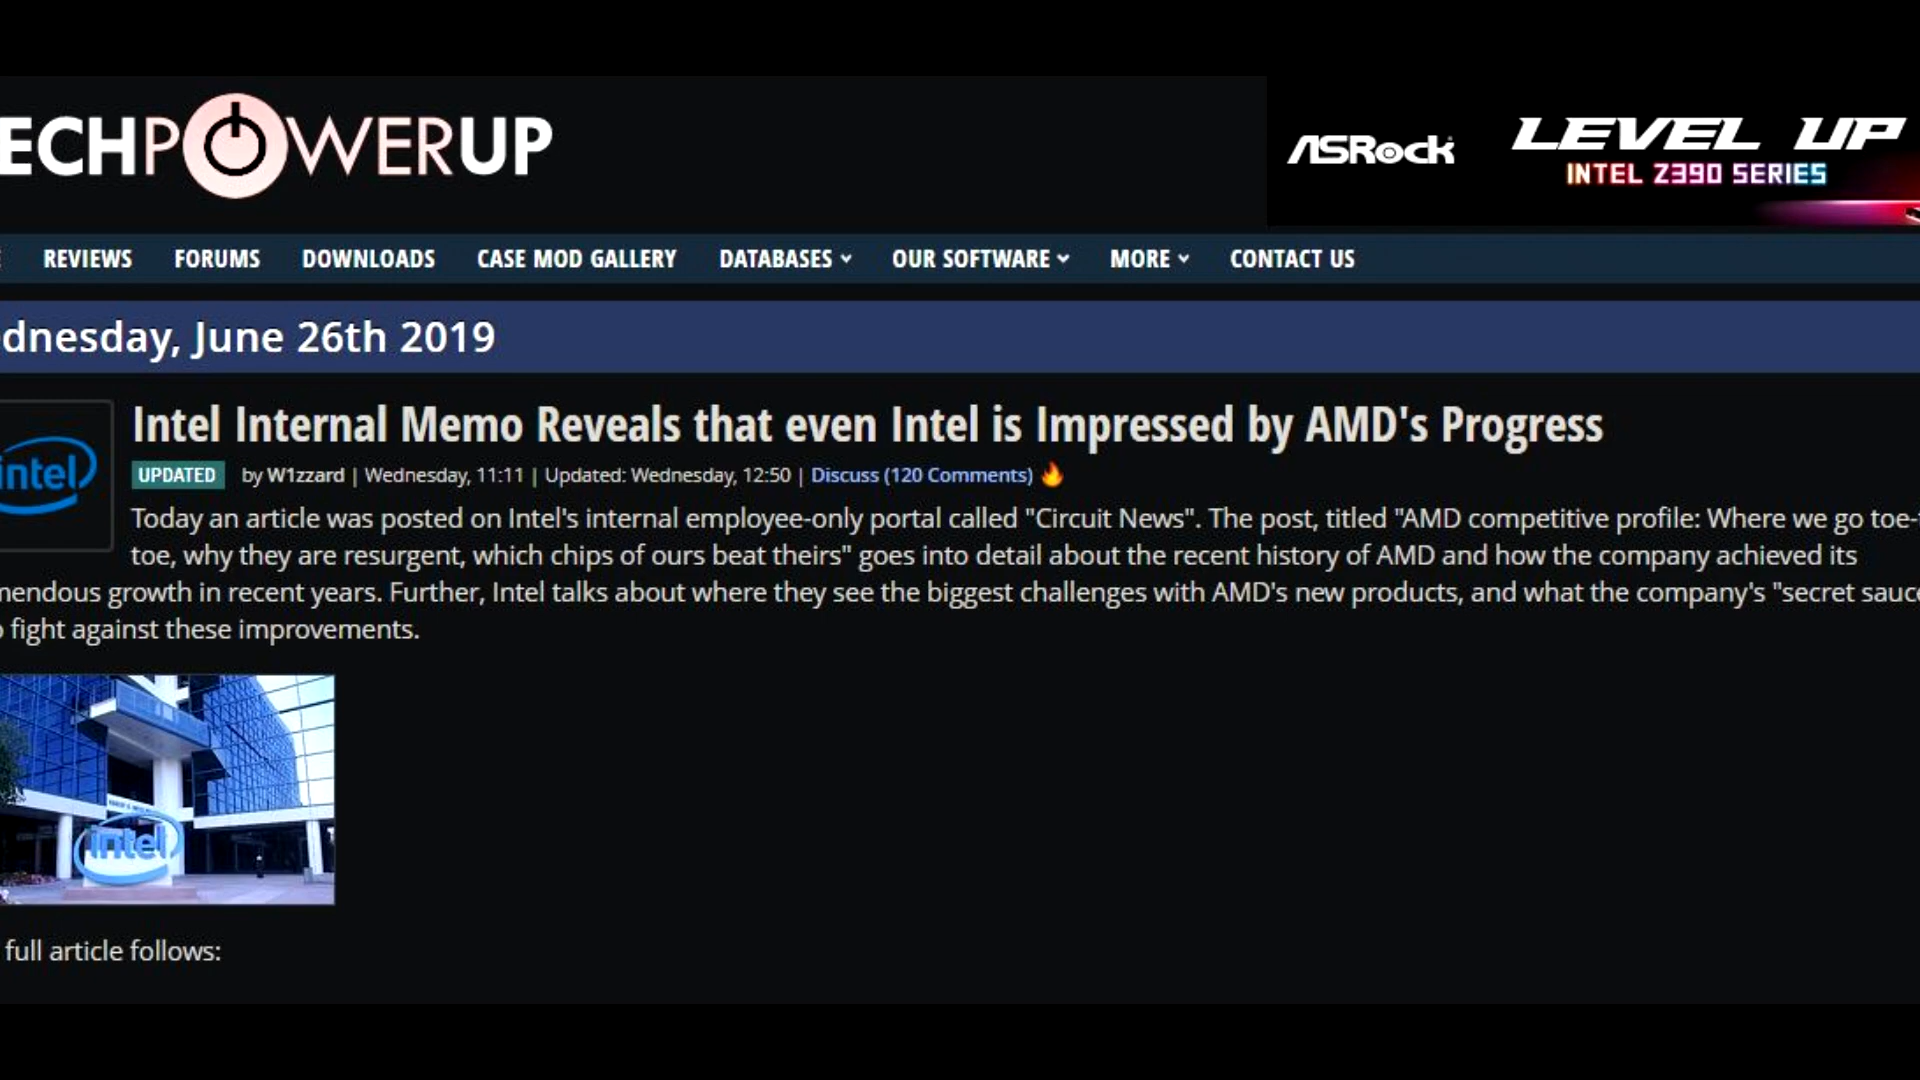 ECHPOWERUP
ASRock
LEVEL UP
INTEL Z390 SERIES
REVIEWS FORUMS DOWNLOADS CASE MOD GALLERY DATABASES OUR SOFTWARE MORE CONTACT US
dnesday, June 26th 2019
intel
Intel Internal Memo Reveals that even Intel is Impressed by AMD's Progress
UPDATED by W1zzard | Wednesday, 11:11 | Updated: Wednesday, 12:50 | Discuss (120 Comments)
Today an article was posted on Intel's internal employee-only portal called "Circuit News". The post, titled "AMD competitive profile: Where we go toe-
toe, why they are resurgent, which chips of ours beat theirs" goes into detail about the recent history of AMD and how the company achieved its
mendous growth in recent years. Further, Intel talks about where they see the biggest challenges with AMD's new products, and what the company's "secret sauce
fight against these improvements.
intel
full article follows: